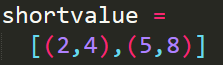 shortvalue =
[(2,4),(5,8)]